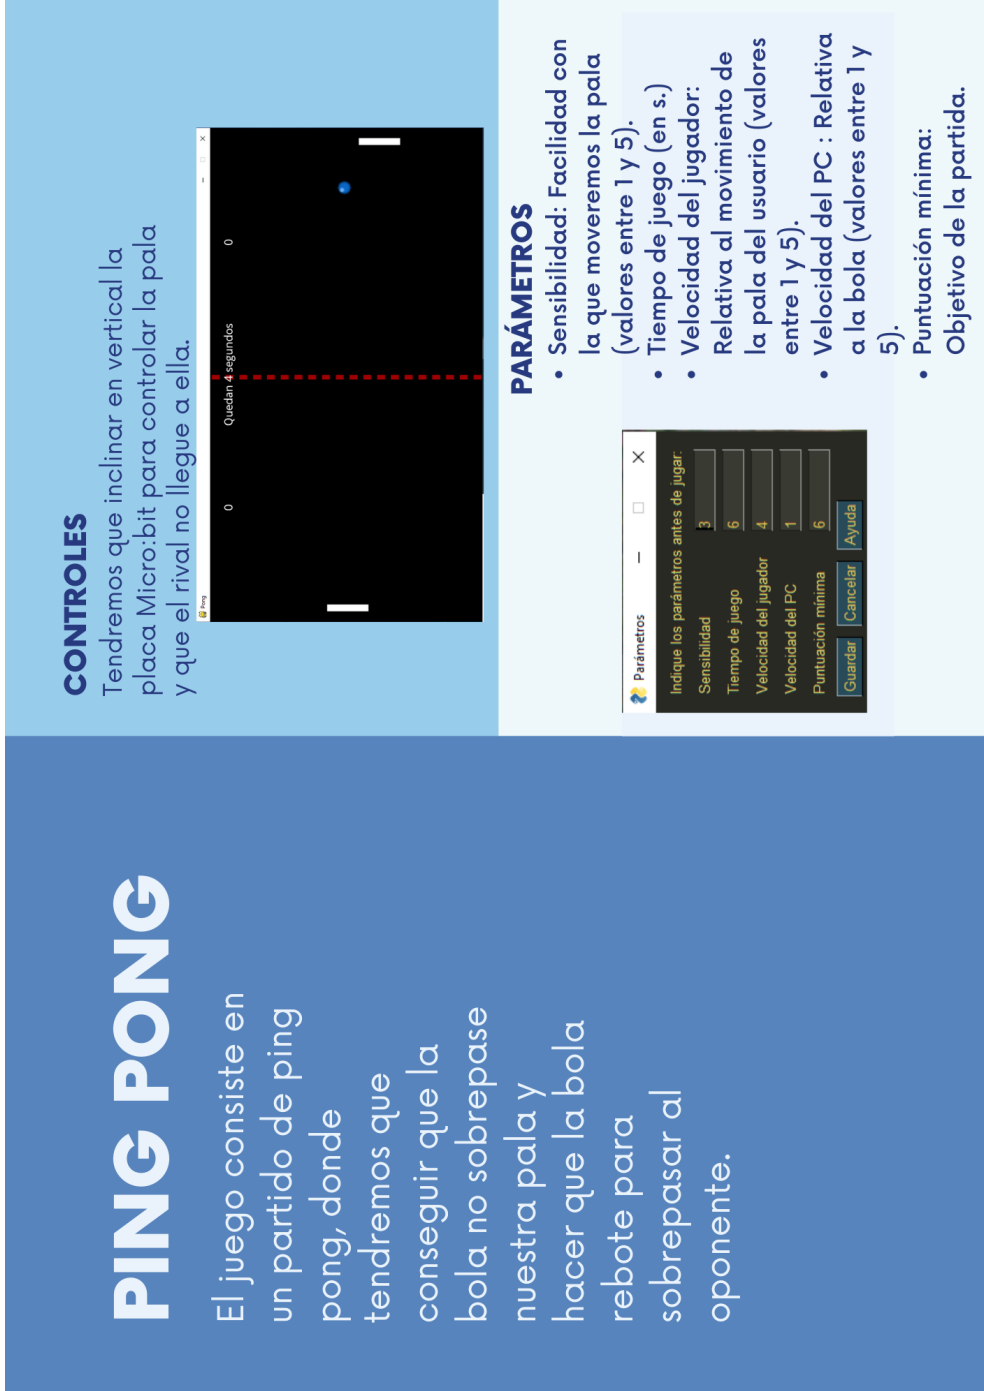 PING PONG
El juego consiste en
un partido de ping
pong, donde
tendremos que
conseguir que la
bola no sobrepase
nuestra pala y
hacer que la bola
rebote para
sobrepasar al
oponente.
CONTROLES
Tendremos que inclinar en vertical la
placa Micro:bit para controlar la pala
y que el rival no llegue a ella.
Pong
0
Quedan 4 segundos
0
PARÁMETROS
• Sensibilidad: Facilidad con
la que moveremos la pala
(valores entre 1 y 5).
• Tiempo de juego (en s.)
• Velocidad del jugador:
Relativa al movimiento de
la pala del usuario (valores
entre 1 y 5).
• Velocidad del PC : Relativa
a la bola (valores entre 1 y
5).
• Puntuación mínima:
Objetivo de la partida.
Parámetros
Indique los parámetros antes de jugar:
Sensibilidad 3
Tiempo de juego 6
Velocidad del jugador 4
Velocidad del PC 1
Puntuación mínima 6
Guardar Cancelar Ayuda